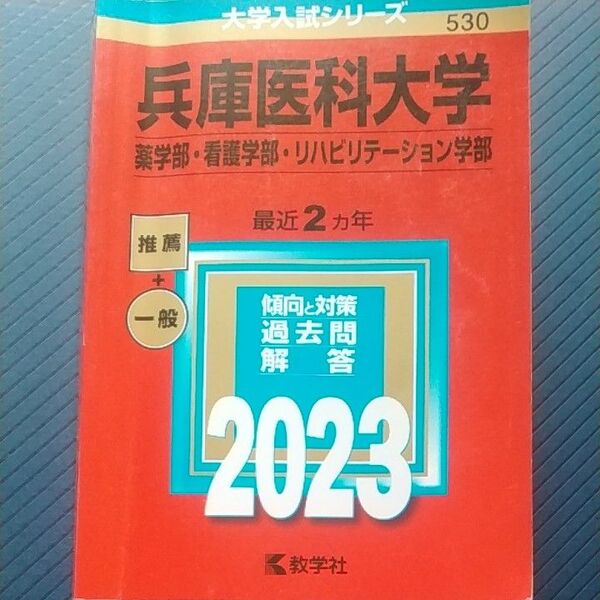 大学入試シリーズ
530
兵庫医科大学
薬学部・看護学部・リハビリテーション学部
最近2カ年
推薦
+
一般
傾向と対策
過去問
解答
2023
教学社